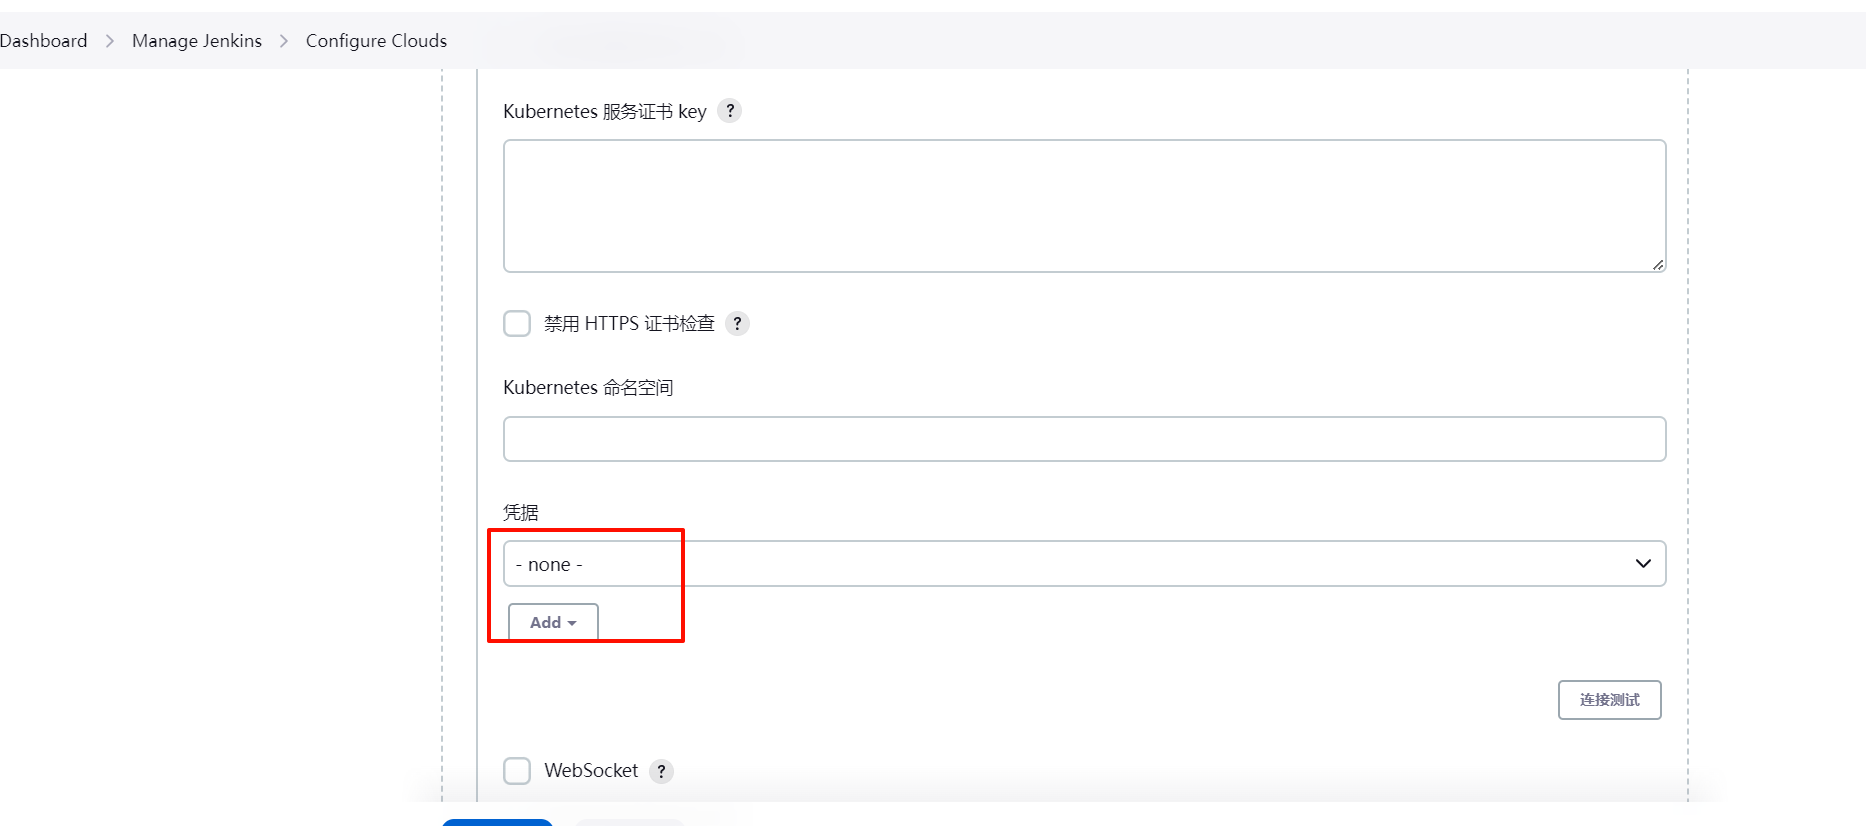 Dashboard > Manage Jenkins > Configure Clouds
Kubernetes 服务证书 key ?
禁用 HTTPS 证书检查 ?
Kubernetes 命名空间
凭据
- none -
Add
连接测试
WebSocket ?